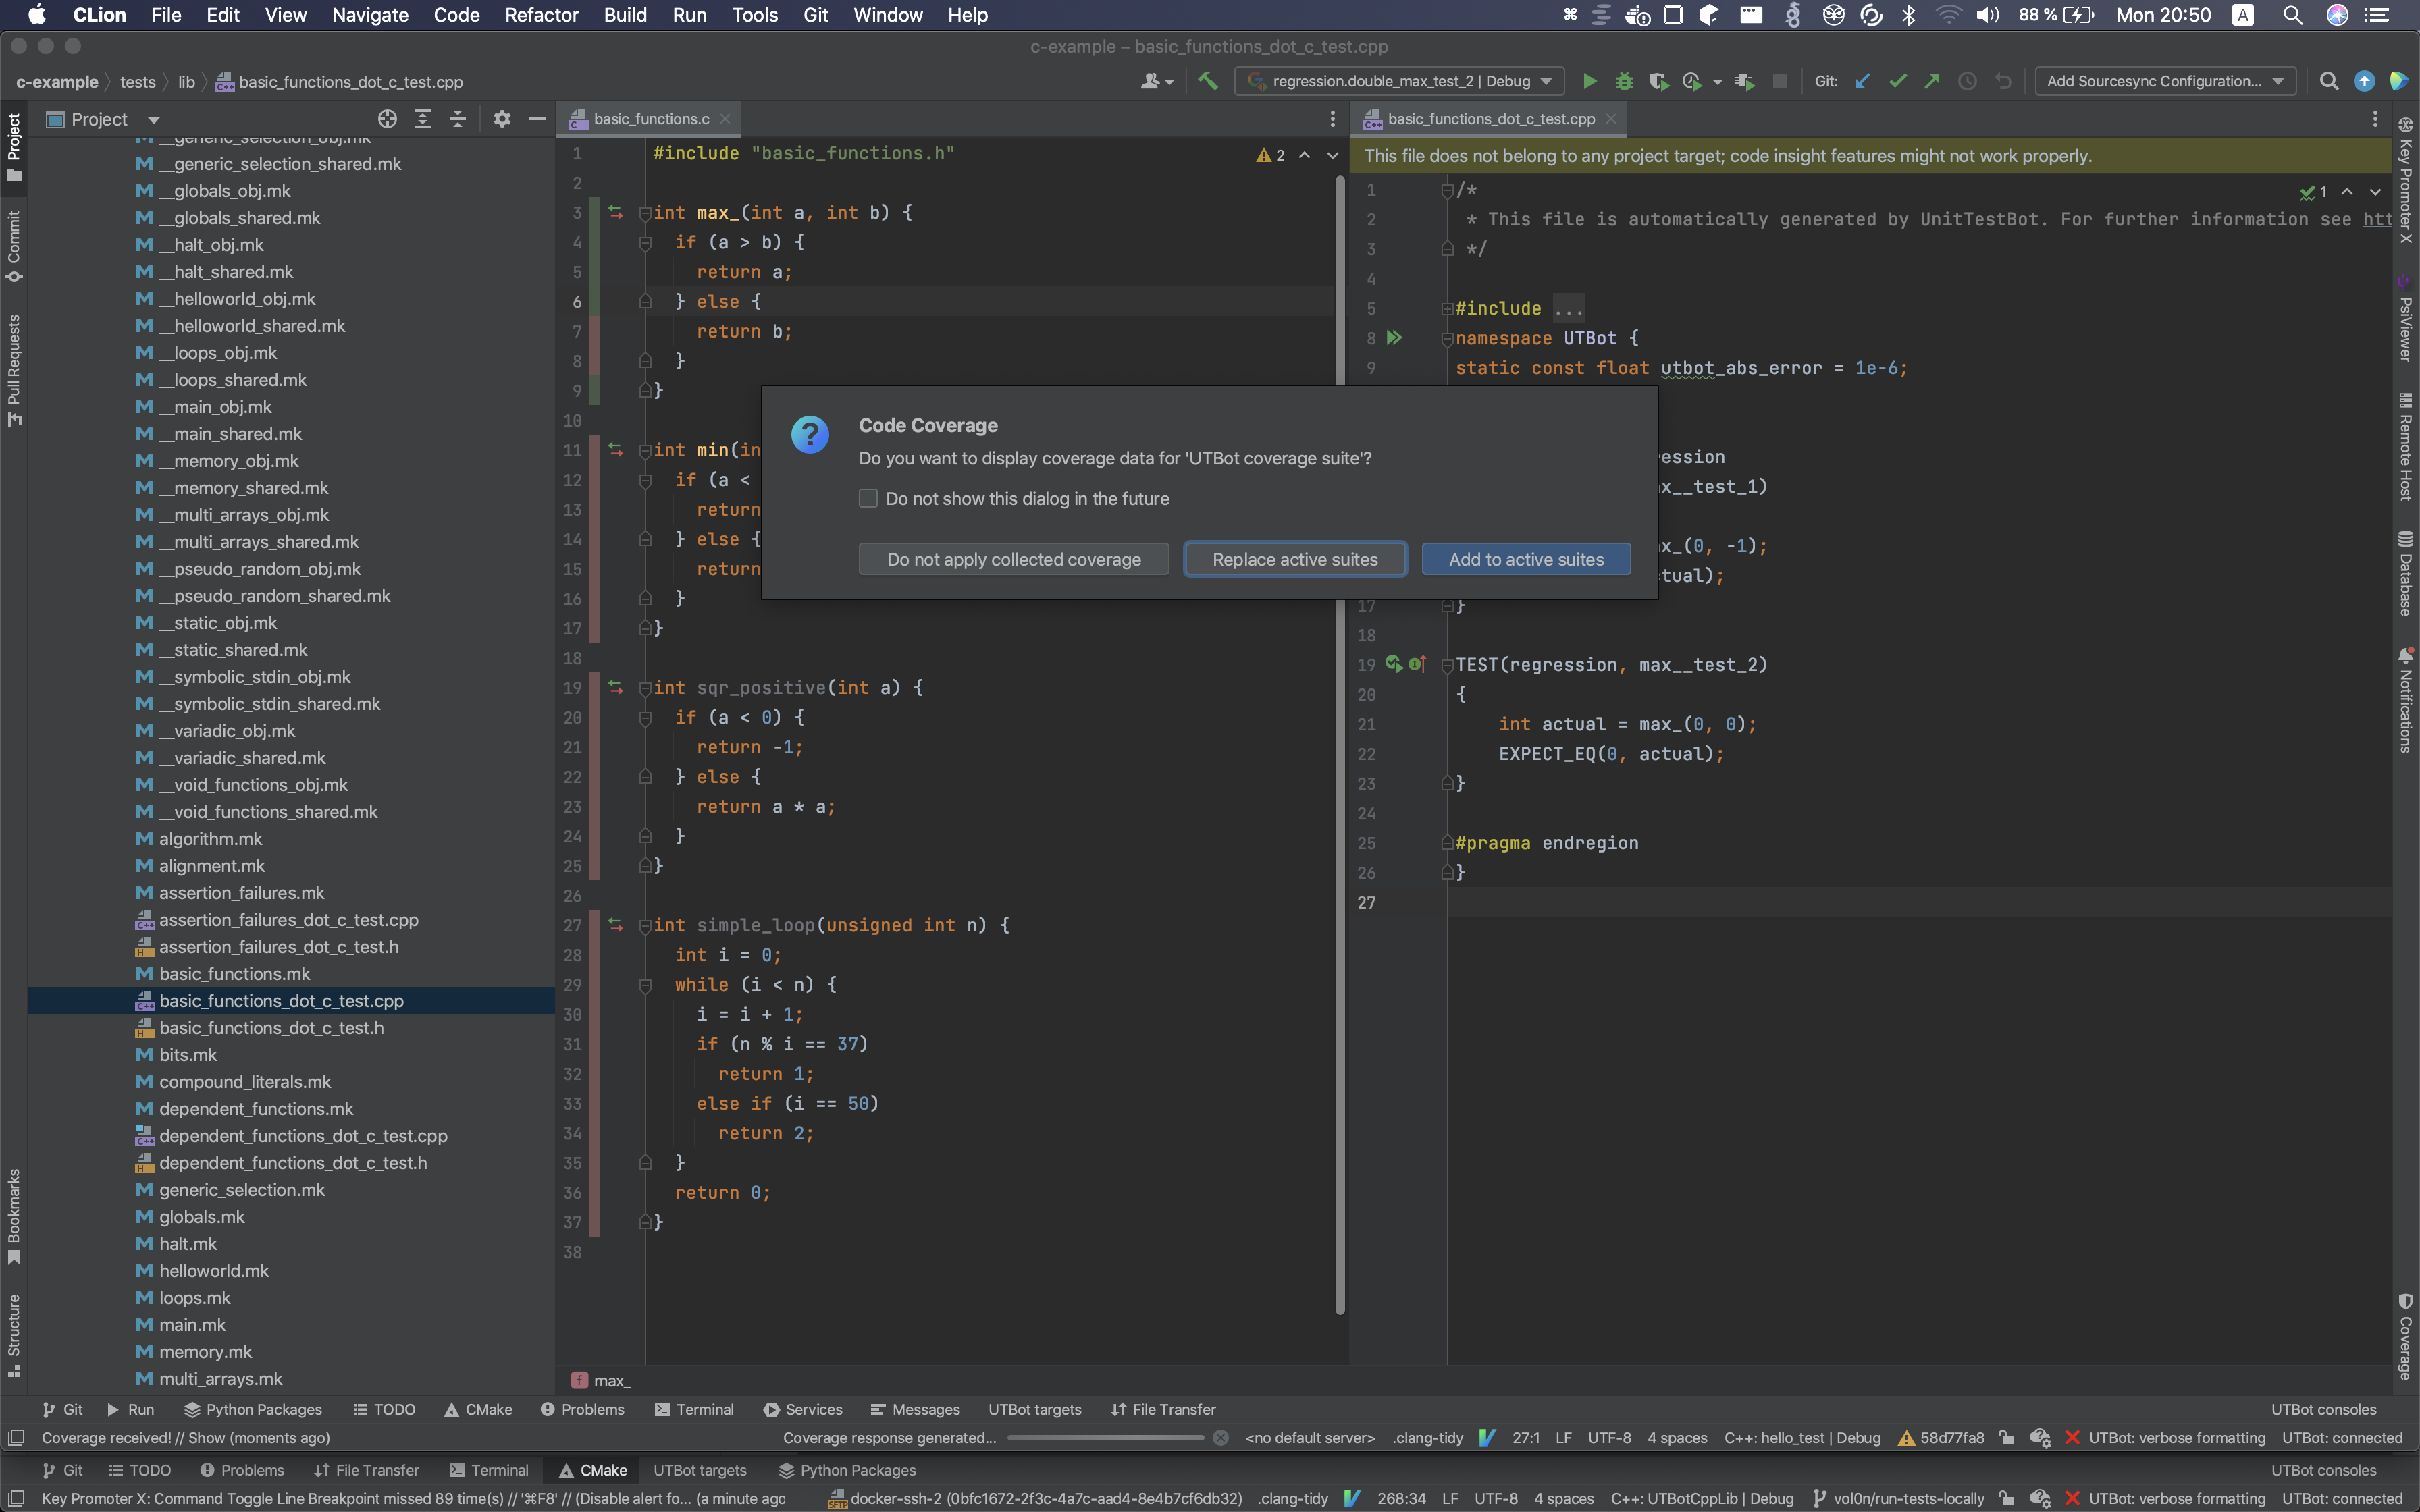 CLion File Edit View Navigate Code Refactor Build Run Tools Git Window Help 88 % Mon 20:50 A
c-example – basic_functions_dot_c_test.cpp
c-example tests lib basic_functions_dot_c_test.cpp regression.double_max_test_2 | Debug Git: Add Sourcesync Configuration...
Project
basic_functions.c
basic_functions_dot_c_test.cpp
Project
Commit
Pull Requests
Bookmarks
Structure
__generic_selection_obj.mk
__generic_selection_shared.mk
__globals_obj.mk
__globals_shared.mk
__halt_obj.mk
__halt_shared.mk
__helloworld_obj.mk
__helloworld_shared.mk
__loops_obj.mk
__loops_shared.mk
__main_obj.mk
__main_shared.mk
__memory_obj.mk
__memory_shared.mk
__multi_arrays_obj.mk
__multi_arrays_shared.mk
__pseudo_random_obj.mk
__pseudo_random_shared.mk
__static_obj.mk
__static_shared.mk
__symbolic_stdin_obj.mk
__symbolic_stdin_shared.mk
__variadic_obj.mk
__variadic_shared.mk
__void_functions_obj.mk
__void_functions_shared.mk
algorithm.mk
alignment.mk
assertion_failures.mk
assertion_failures_dot_c_test.cpp
assertion_failures_dot_c_test.h
basic_functions.mk
basic_functions_dot_c_test.cpp
basic_functions_dot_c_test.h
bits.mk
compound_literals.mk
dependent_functions.mk
dependent_functions_dot_c_test.cpp
dependent_functions_dot_c_test.h
generic_selection.mk
globals.mk
halt.mk
helloworld.mk
loops.mk
main.mk
memory.mk
multi_arrays.mk
1 #include "basic_functions.h" 2
2
3 int max_(int a, int b) {
4 if (a > b) {
5 return a;
6 } else {
7 return b;
8 }
9 }
10
11 int min(in
12 if (a <
13 return
14 } else {
15 return
16 }
17 }
18
19 int sqr_positive(int a) {
20 if (a < 0) {
21 return -1;
22 } else {
23 return a * a;
24 }
25 }
26
27 int simple_loop(unsigned int n) {
28 int i = 0;
29 while (i < n) {
30 i = i + 1;
31 if (n % i == 37)
32 return 1;
33 else if (i == 50)
34 return 2;
35 }
36 return 0;
37 }
38
max_
Code Coverage
Do you want to display coverage data for 'UTBot coverage suite'?
Do not show this dialog in the future
Do not apply collected coverage Replace active suites Add to active suites
This file does not belong to any project target; code insight features might not work properly.
1 /* 1
2 * This file is automatically generated by UnitTestBot. For further information see htt
3 */
4
5 #include ...
8 namespace UTBot {
9 static const float utbot_abs_error = 1e-6;
ession
x__test_1)
x_(0, -1);
tual);
17 }
18
19 TEST(regression, max__test_2)
20 {
21 int actual = max_(0, 0);
22 EXPECT_EQ(0, actual);
23 }
24
25 #pragma endregion
26 }
27
Key Promoter X
PsiViewer
Remote Host
Database
Notifications
Coverage
Git Run Python Packages TODO CMake Problems Terminal Services Messages UTBot targets File Transfer UTBot consoles
Coverage received! // Show (moments ago) Coverage response generated... <no default server> .clang-tidy 27:1 LF UTF-8 4 spaces C++: hello_test | Debug 58d77fa8 UTBot: verbose formatting UTBot: connected
Git TODO Problems File Transfer Terminal CMake UTBot targets Python Packages UTBot consoles
Key Promoter X: Command Toggle Line Breakpoint missed 89 time(s) // '⌘F8' // (Disable alert fo... (a minute ago docker-ssh-2 (0bfc1672-2f3c-4a7c-aad4-8e4b7cf6db32) .clang-tidy 268:34 LF UTF-8 4 spaces C++: UTBotCppLib | Debug vol0n/run-tests-locally UTBot: verbose formatting UTBot: connected